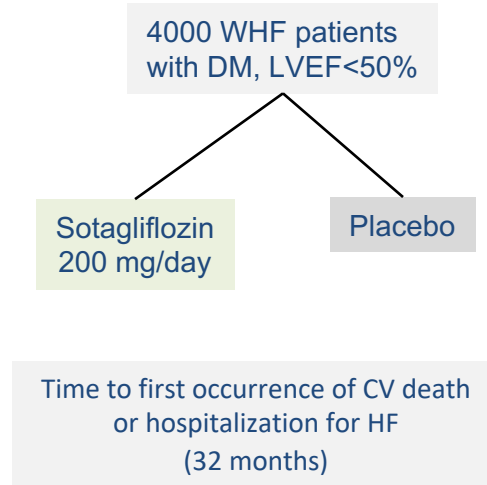 4000 WHF patients
with DM, LVEF<50%
Sotagliflozin
200 mg/day
Placebo
Time to first occurrence of CV death
or hospitalization for HF
(32 months)